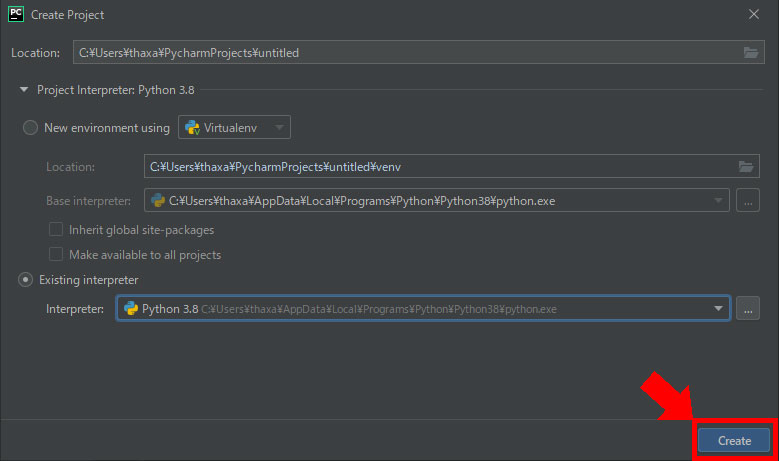 PC Create Project
Location: C:¥Users¥thaxa¥PycharmProjects¥untitled
Project Interpreter: Python 3.8
New environment using Virtualenv
Location: C:¥Users¥thaxa¥PycharmProjects¥untitled¥venv
Base interpreter: C:¥Users¥thaxa¥AppData¥Local¥Programs¥Python¥Python38¥python.exe ...
Inherit global site-packages
Make available to all projects
Existing interpreter
Interpreter: Python 3.8 C:¥Users¥thaxa¥AppData¥Local¥Programs¥Python¥Python38¥python.exe ...
Create